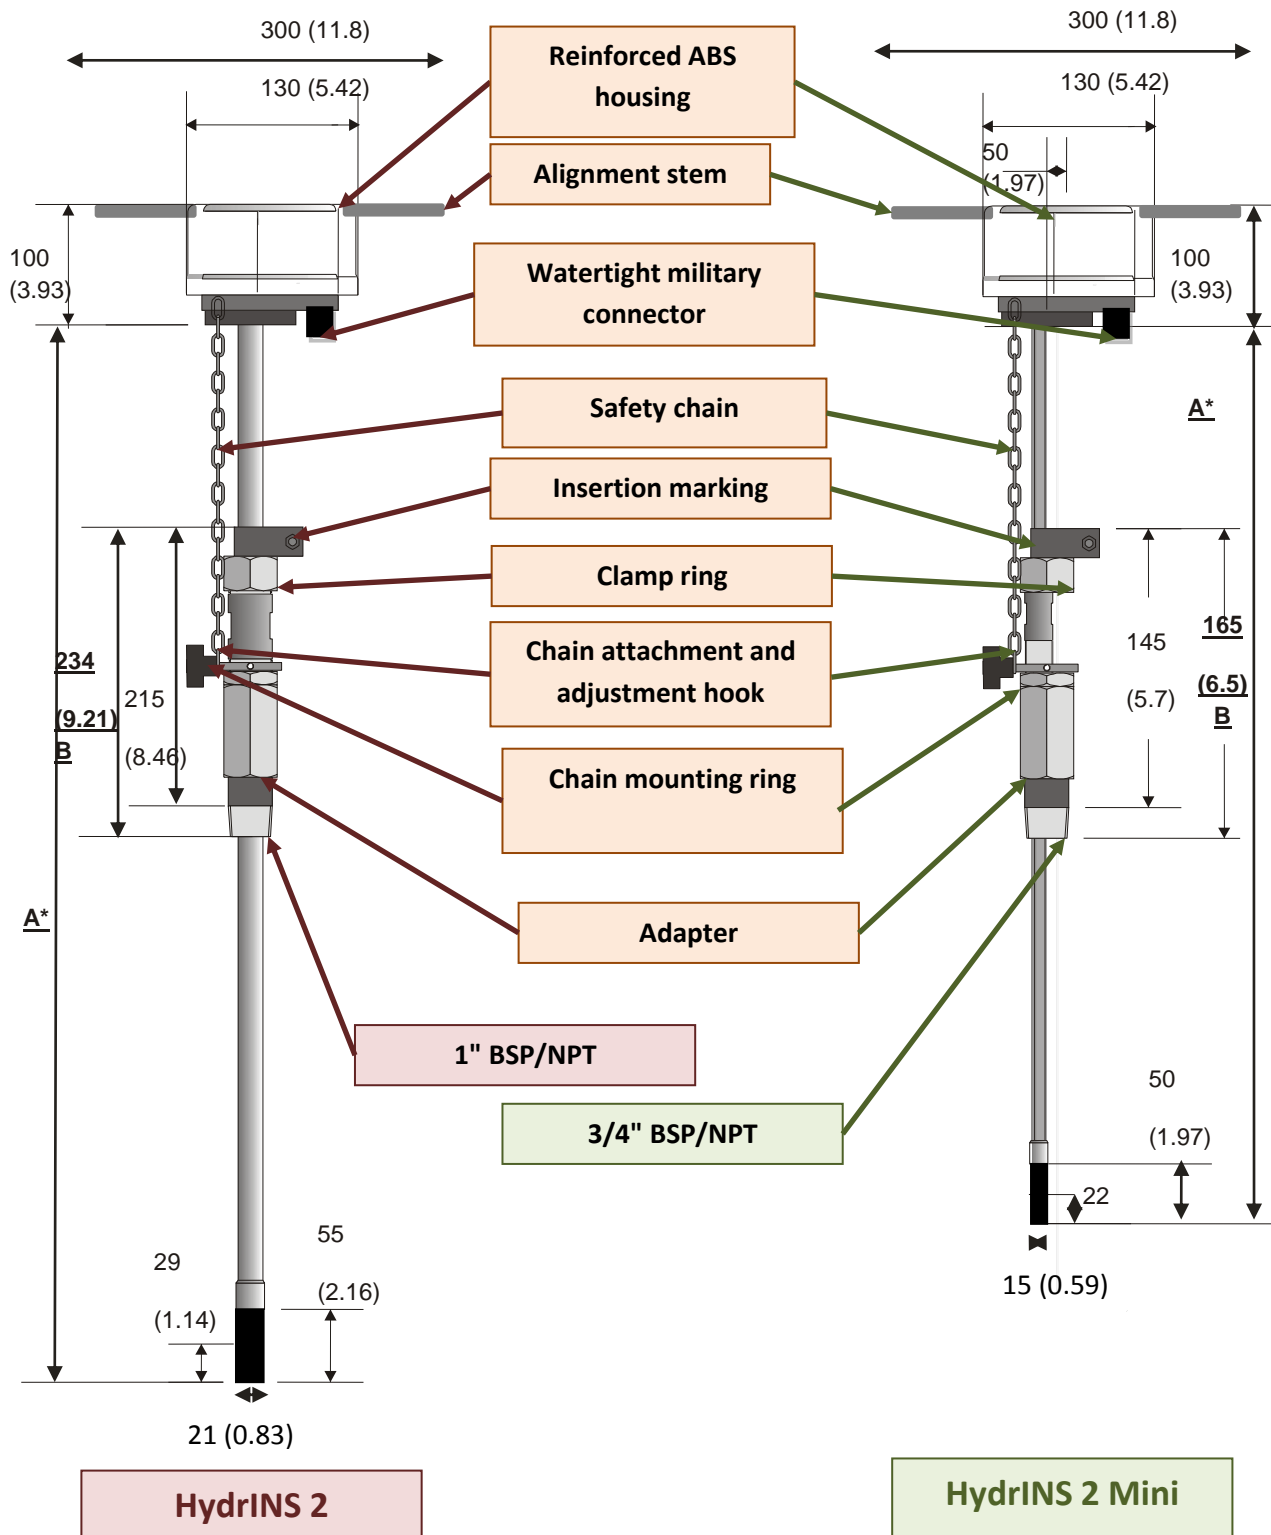 300 (11.8)
300 (11.8)
Reinforced ABS
housing
130 (5.42)
130 (5.42)
50
(1.97)
Alignment stem
100
(3.93)
Watertight military
connector
100
(3.93)
Safety chain
A*
Insertion marking
Clamp ring
234
(9.21)
B
215
(8.46)
Chain attachment and
adjustment hook
145
(5.7)
165
(6.5)
B
Chain mounting ring
A*
Adapter
1" BSP/NPT
3/4" BSP/NPT
50
(1.97)
22
29
(1.14)
55
(2.16)
15 (0.59)
21 (0.83)
HydrINS 2
HydrINS 2 Mini